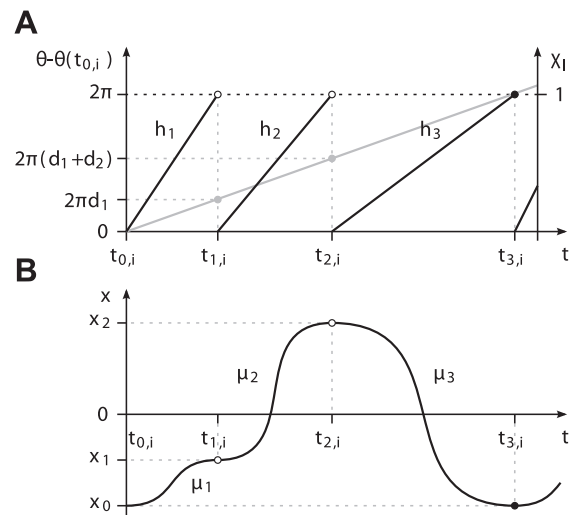 A
θ-θ(t0,i)
χI
2π
1
h1
h2
h3
2π(d1+d2)
2πd1
0
t0,i
t1,i
t2,i
t3,i
t
B
x
x2
μ2
μ3
0
t0,i
t1,i
t2,i
t3,i
t
x1
μ1
x0